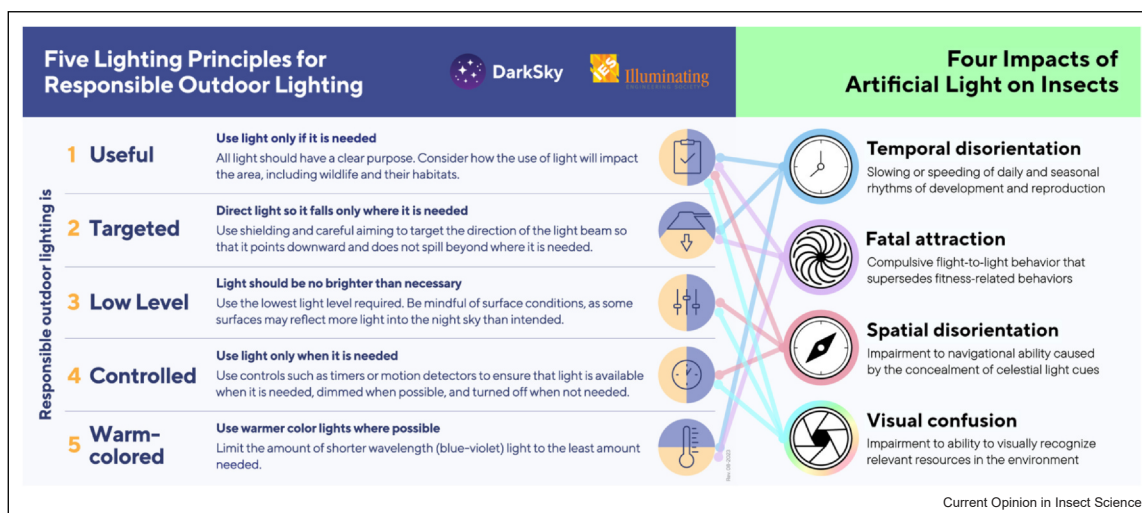 Five Lighting Principles for
Responsible Outdoor Lighting
DarkSky
IES
Illuminating
ENGINEERING SOCIETY
Four Impacts of
Artificial Light on Insects
Responsible outdoor lighting is
1 Useful
Use light only if it is needed
All light should have a clear purpose. Consider how the use of light will impact
the area, including wildlife and their habitats.
2 Targeted
Direct light so it falls only where it is needed
Use shielding and careful aiming to target the direction of the light beam so
that it points downward and does not spill beyond where it is needed.
3 Low Level
Light should be no brighter than necessary
Use the lowest light level required. Be mindful of surface conditions, as some
surfaces may reflect more light into the night sky than intended.
4 Controlled
Use light only when it is needed
Use controls such as timers or motion detectors to ensure that light is available
when it is needed, dimmed when possible, and turned off when not needed.
5 Warm-
colored
Use warmer color lights where possible
Limit the amount of shorter wavelength (blue-violet) light to the least amount
needed.
Temporal disorientation
Slowing or speeding of daily and seasonal
rhythms of development and reproduction
Fatal attraction
Compulsive flight-to-light behavior that
supersedes fitness-related behaviors
Spatial disorientation
Impairment to navigational ability caused
by the concealment of celestial light cues
Visual confusion
Impairment to ability to visually recognize
relevant resources in the environment
Current Opinion in Insect Science